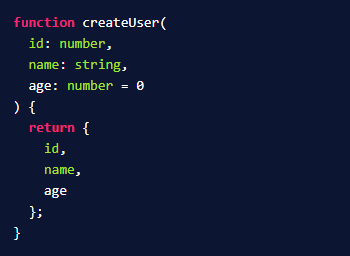 function createUser(
  id: number,
  name: string,
  age: number = 0
) {
  return {
    id,
    name,
    age
  };
}